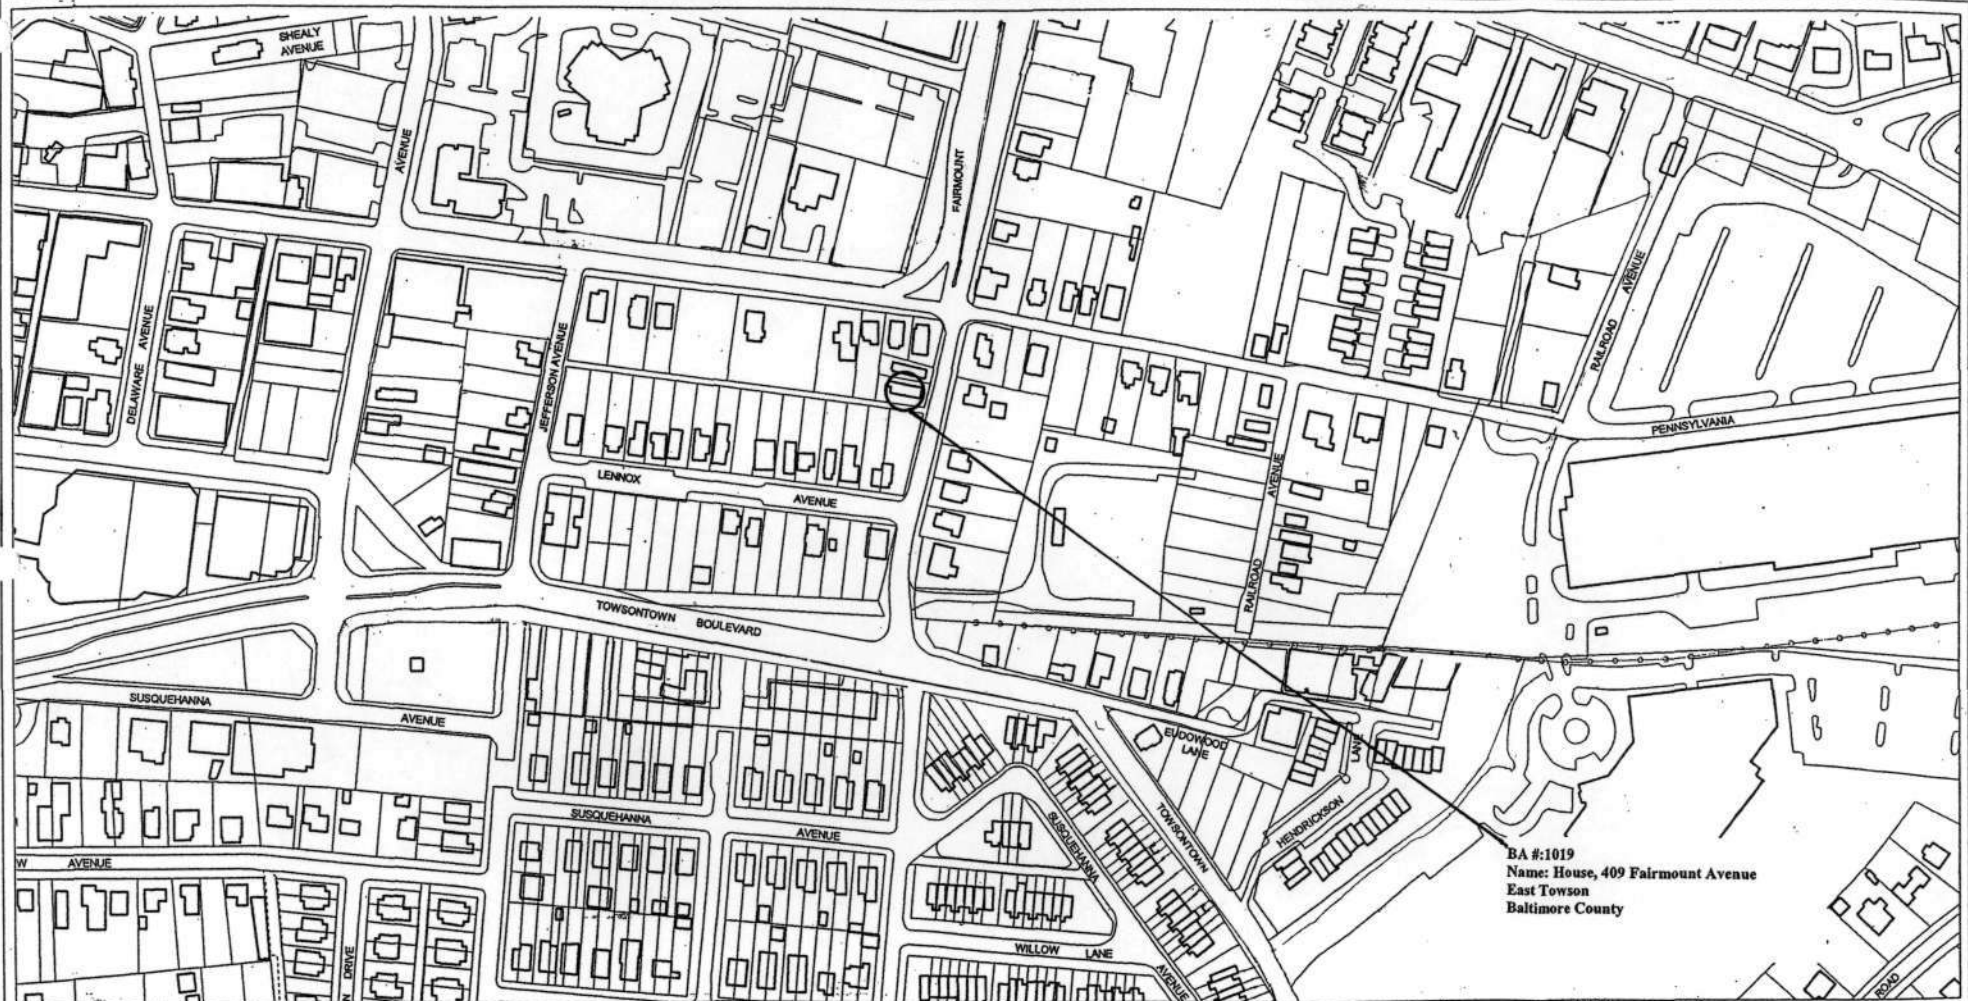 SHEALY
AVENUE
AVENUE
FAIRMOUNT
DELAWARE AVENUE
JEFFERSON AVENUE
RAILROAD AVENUE
PENNSYLVANIA
LENNOX AVENUE
RAILROAD AVENUE
TOWSONTOWN BOULEVARD
SUSQUEHANNA AVENUE
EUDOWOOD
LANE
LANE
HENDRICKSON
TOWSONTOWN
SUSQUEHANNA AVENUE
SUSQUEHANNA
AVENUE
W AVENUE
WILLOW LANE
N DRIVE
ROAD
BA #:1019
Name: House, 409 Fairmount Avenue
East Towson
Baltimore County